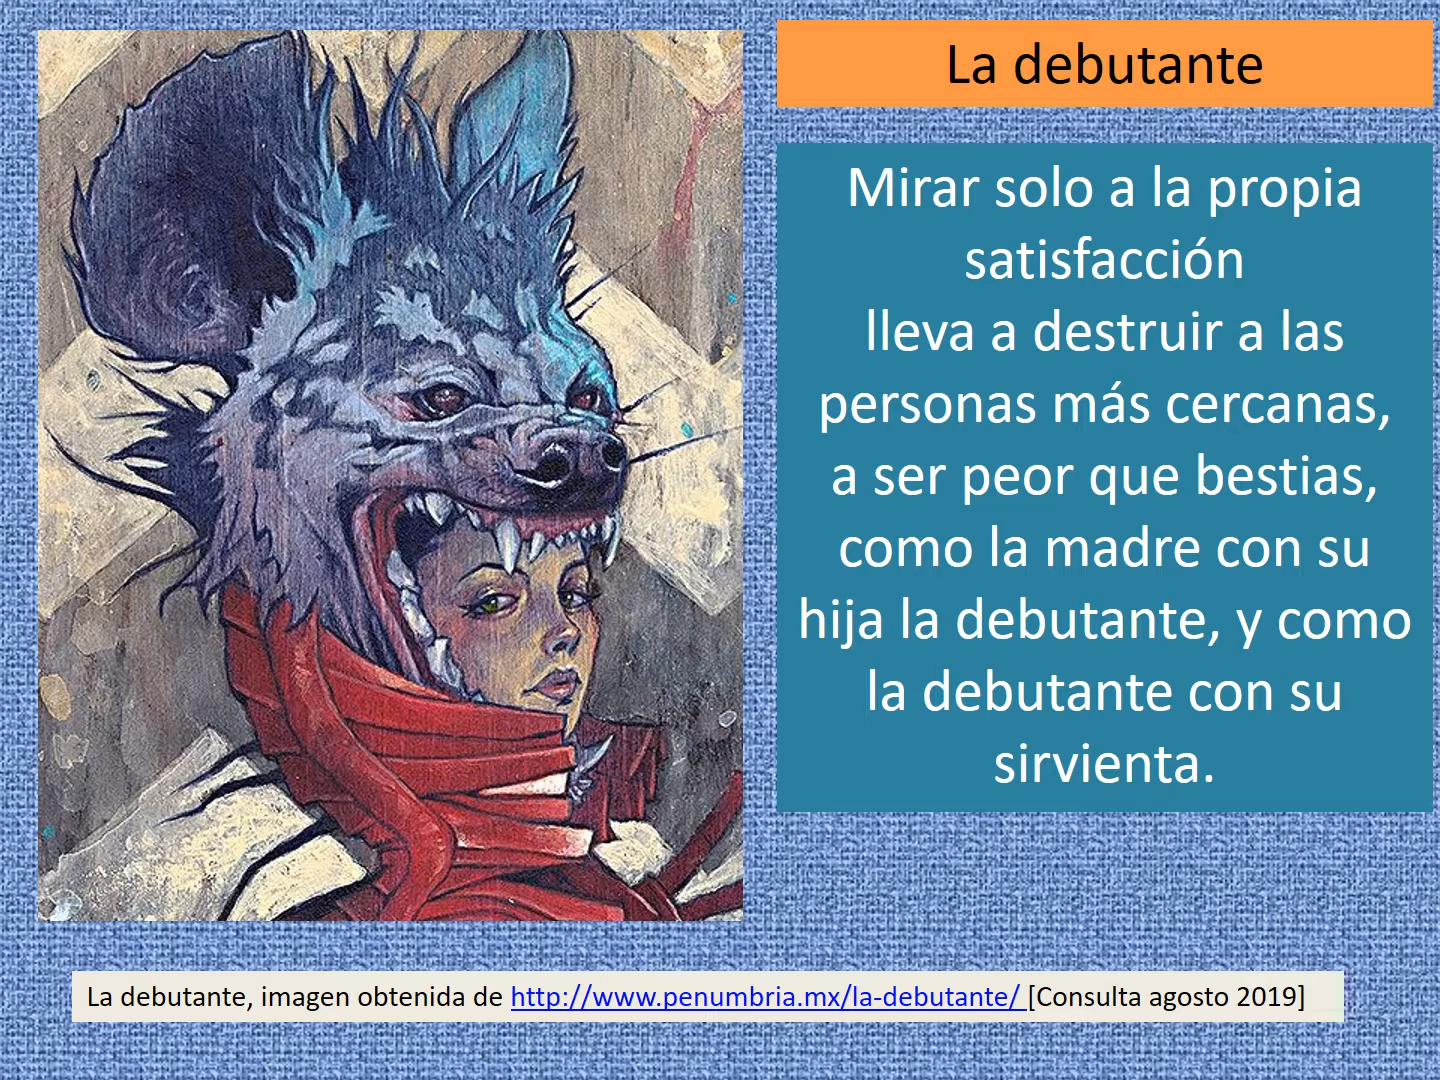 La debutante
Mirar solo a la propia
satisfacción
lleva a destruir a las
personas más cercanas,
a ser peor que bestias,
como la madre con su
hija la debutante, y como
la debutante con su
sirvienta.
La debutante, imagen obtenida de http://www.penumbria.mx/la-debutante/ [Consulta agosto 2019]